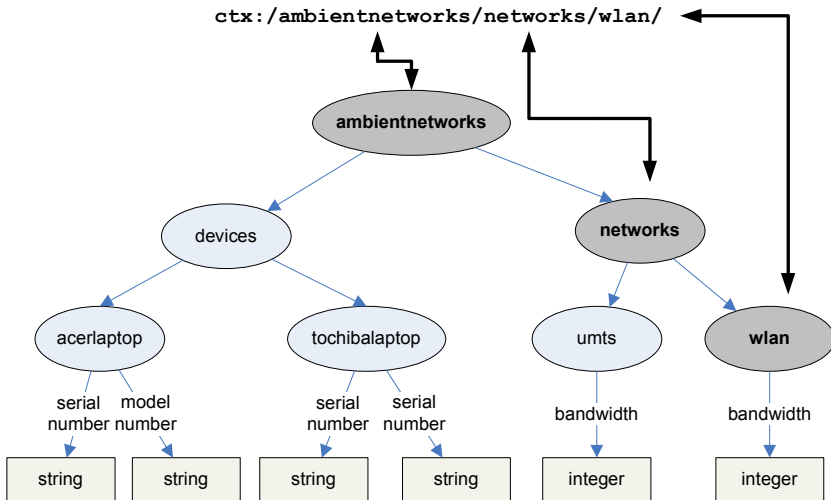 ctx:/ambientnetworks/networks/wlan/
ambientnetworks
devices
networks
acerlaptop
tochibalaptop
umts
wlan
serial
number
model
number
serial
number
serial
number
bandwidth
bandwidth
string
string
string
string
integer
integer